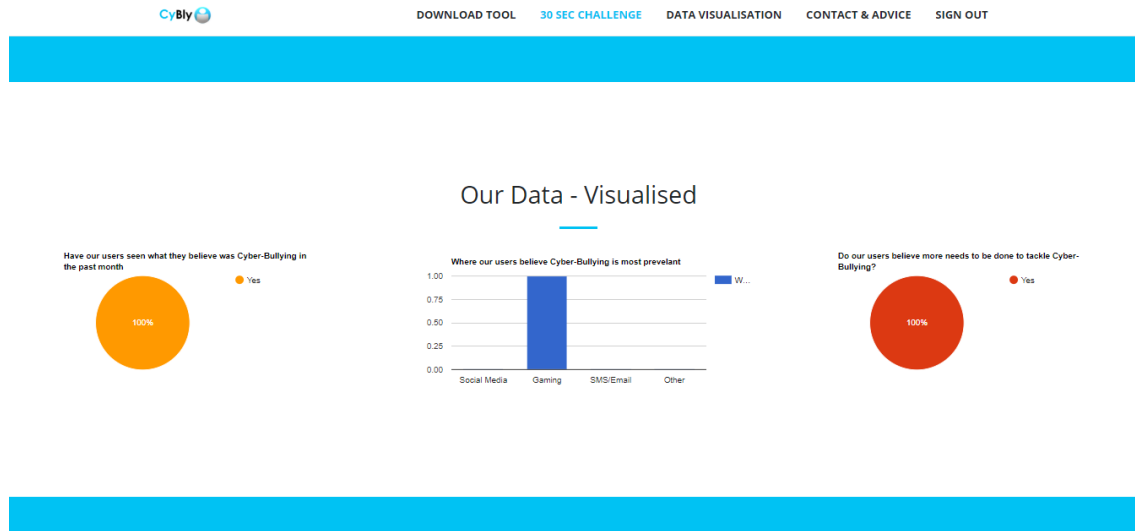 CyBly
DOWNLOAD TOOL 30 SEC CHALLENGE DATA VISUALISATION CONTACT & ADVICE SIGN OUT
Our Data - Visualised
Have our users seen what they believe was Cyber-Bullying in
the past month
Yes
100%
Where our users believe Cyber-Bullying is most prevelant
1.00
0.75
0.50
0.25
0.00
Social Media Gaming SMS/Email Other
W...
Do our users believe more needs to be done to tackle Cyber-
Bullying?
Yes
100%